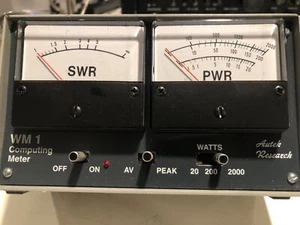 SWR
PWR
WM 1
Computing
Meter
WATTS
Autek
Research
OFF ON AV PEAK 20 200 2000